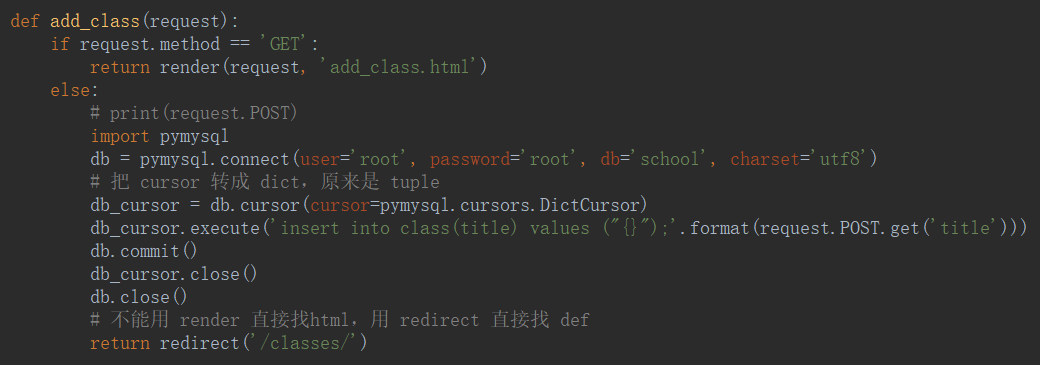 def add_class(request):
    if request.method == 'GET':
        return render(request, 'add_class.html')
    else:
        # print(request.POST)
        import pymysql
        db = pymysql.connect(user='root', password='root', db='school', charset='utf8')
        # 把 cursor 转成 dict，原来是 tuple
        db_cursor = db.cursor(cursor=pymysql.cursors.DictCursor)
        db_cursor.execute('insert into class(title) values ("{}");'.format(request.POST.get('title')))
        db.commit()
        db_cursor.close()
        db.close()
        # 不能用 render 直接找html，用 redirect 直接找 def
        return redirect('/classes/')